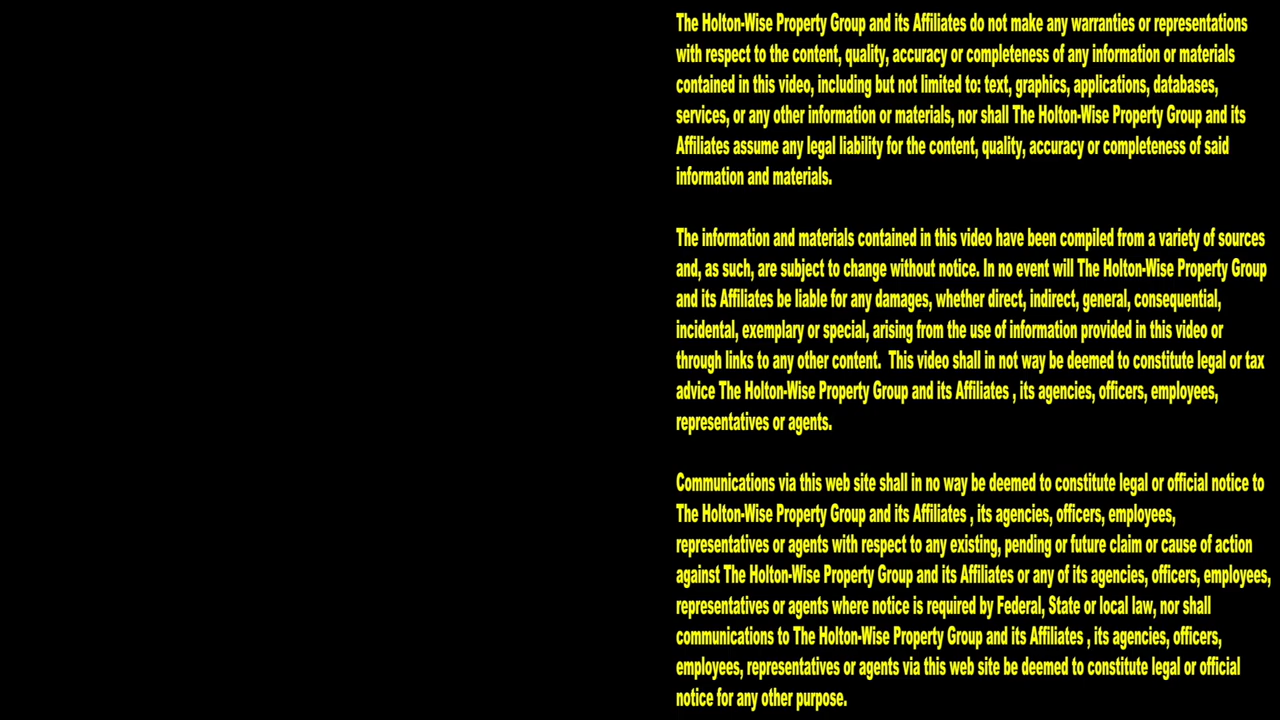 The Holton-Wise Property Group and its Affiliates do not make any warranties or representations
with respect to the content, quality, accuracy or completeness of any information or materials
contained in this video, including but not limited to: text, graphics, applications, databases,
services, or any other information or materials, nor shall The Holton-Wise Property Group and its
Affiliates assume any legal liability for the content, quality, accuracy or completeness of said
information and materials.
The information and materials contained in this video have been compiled from a variety of sources
and, as such, are subject to change without notice. In no event will The Holton-Wise Property Group
and its Affiliates be liable for any damages, whether direct, indirect, general, consequential,
incidental, exemplary or special, arising from the use of information provided in this video or
through links to any other content.  This video shall in not way be deemed to constitute legal or tax
advice The Holton-Wise Property Group and its Affiliates , its agencies, officers, employees,
representatives or agents.
Communications via this web site shall in no way be deemed to constitute legal or official notice to
The Holton-Wise Property Group and its Affiliates , its agencies, officers, employees,
representatives or agents with respect to any existing, pending or future claim or cause of action
against The Holton-Wise Property Group and its Affiliates or any of its agencies, officers, employees,
representatives or agents where notice is required by Federal, State or local law, nor shall
communications to The Holton-Wise Property Group and its Affiliates , its agencies, officers,
employees, representatives or agents via this web site be deemed to constitute legal or official
notice for any other purpose.